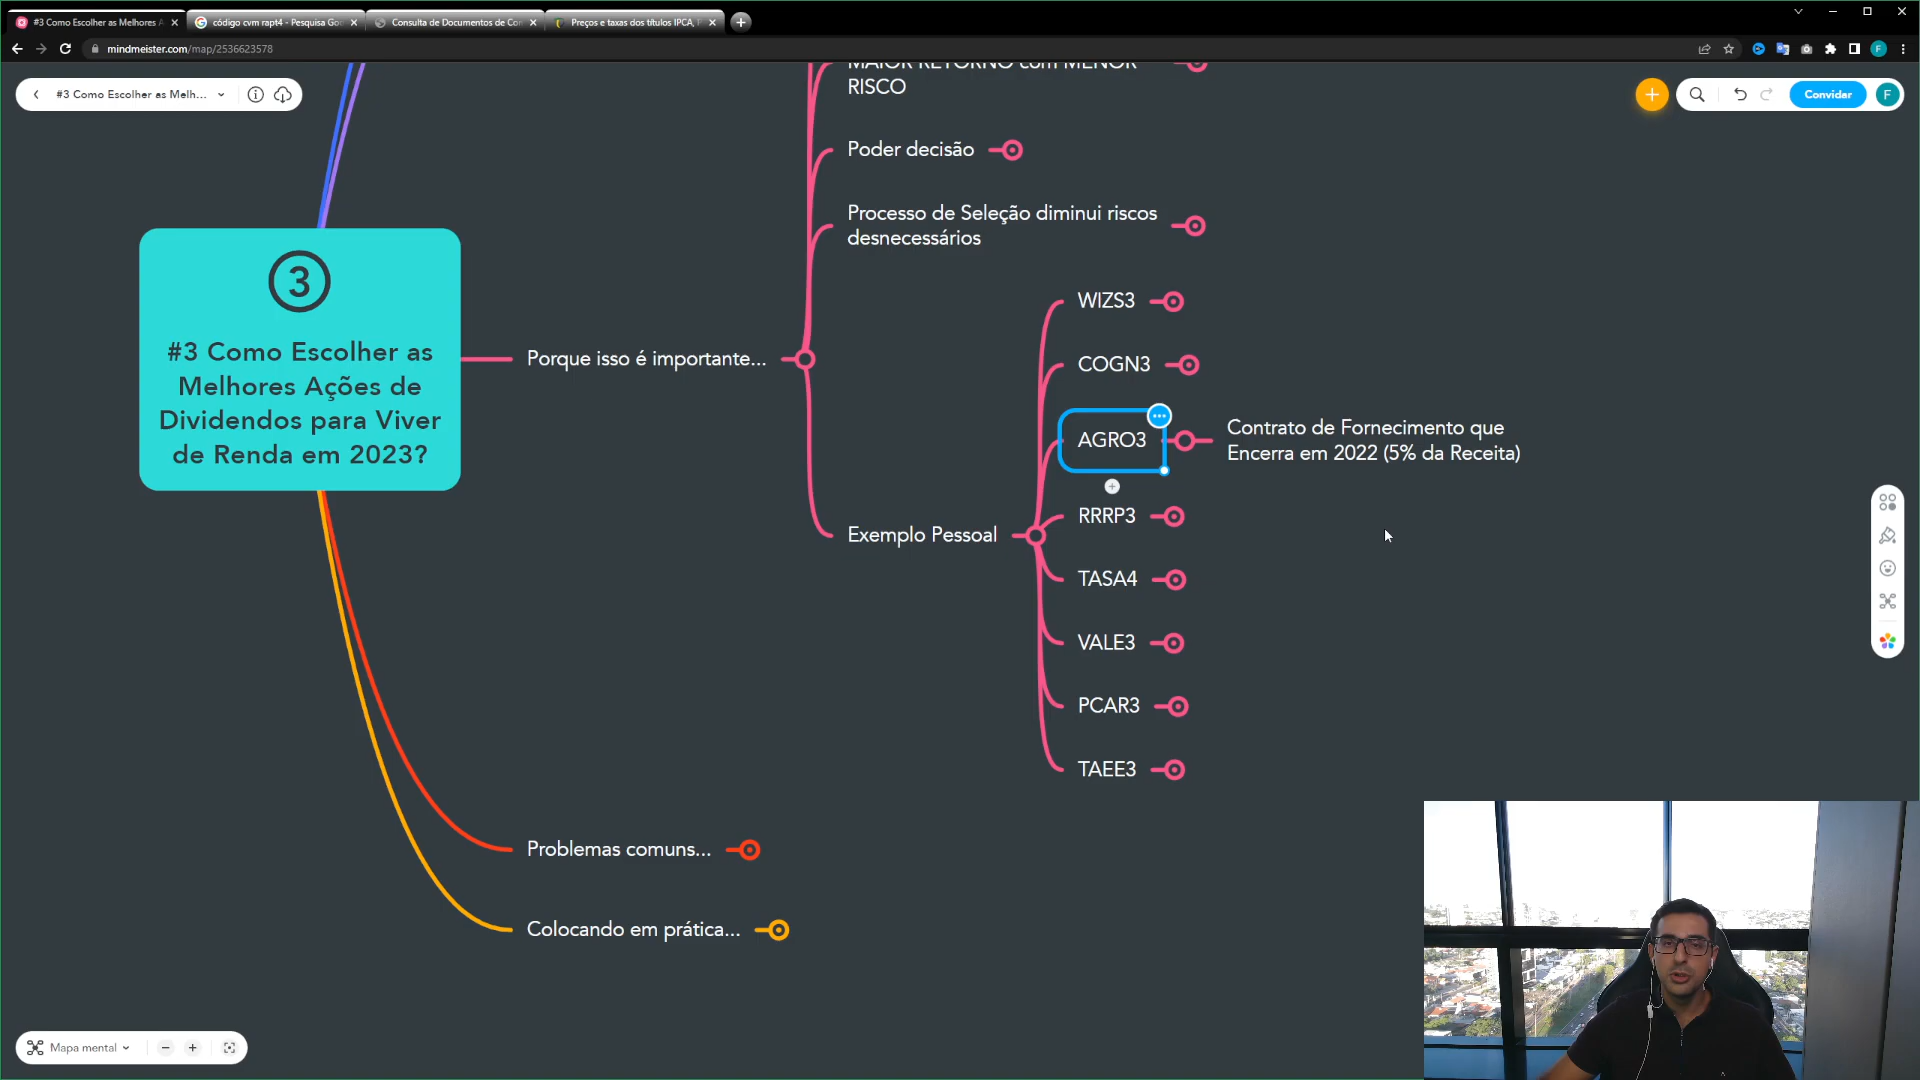 #3 Como Escolher as Melhores A
código cvm rapt4 - Pesquisa Go
Consulta de Documentos de Co
Preços e taxas dos títulos IPCA,
mindmeister.com/map/2536623578
#3 Como Escolher as Melh...
Convidar
F
MAIOR RETORNO com MENOR
RISCO
Poder decisão
Processo de Seleção diminui riscos
desnecessários
3
#3 Como Escolher as
Melhores Ações de
Dividendos para Viver
de Renda em 2023?
Porque isso é importante...
Exemplo Pessoal
WIZS3
COGN3
AGRO3
Contrato de Fornecimento que
Encerra em 2022 (5% da Receita)
RRRP3
TASA4
VALE3
PCAR3
TAEE3
Problemas comuns...
Colocando em prática...
Mapa mental